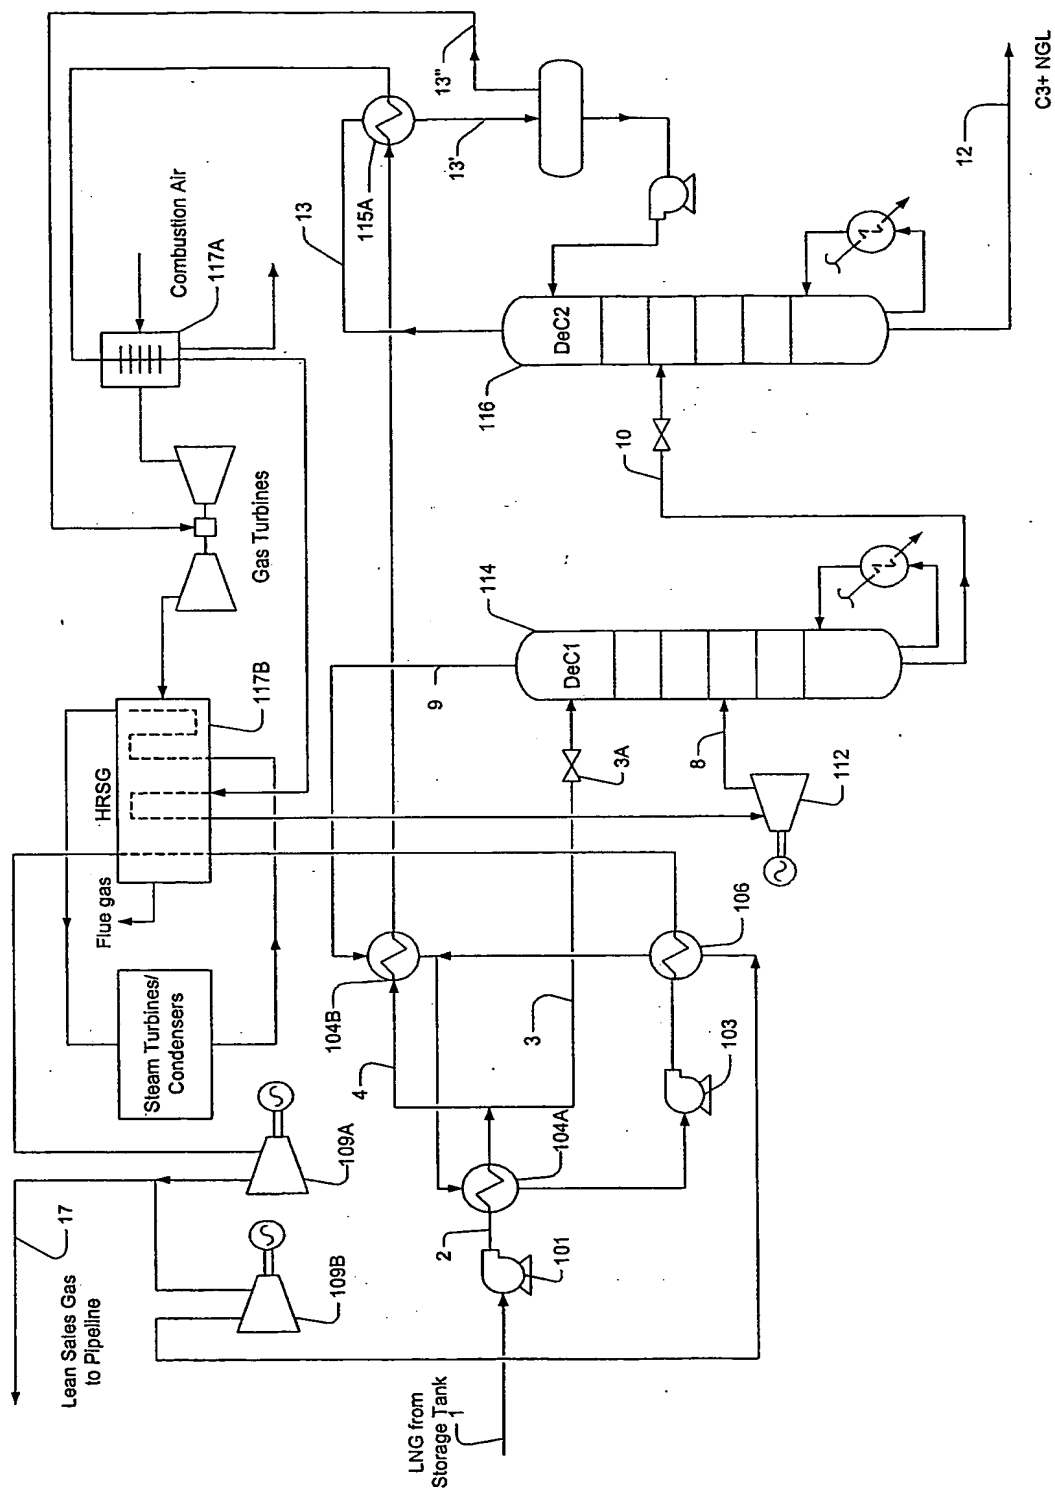 Lean Sales Gas
to Pipeline
17
109B
109A
Steam Turbines/
Condensers
Flue gas
HRSG
117B
Gas Turbines
Combustion Air
117A
13
115A
13'
13"
LNG from
Storage Tank
1
2
101
104A
4
104B
3
103
106
9
3A
8
112
DeC1
114
10
116
DeC2
12
C3+ NGL